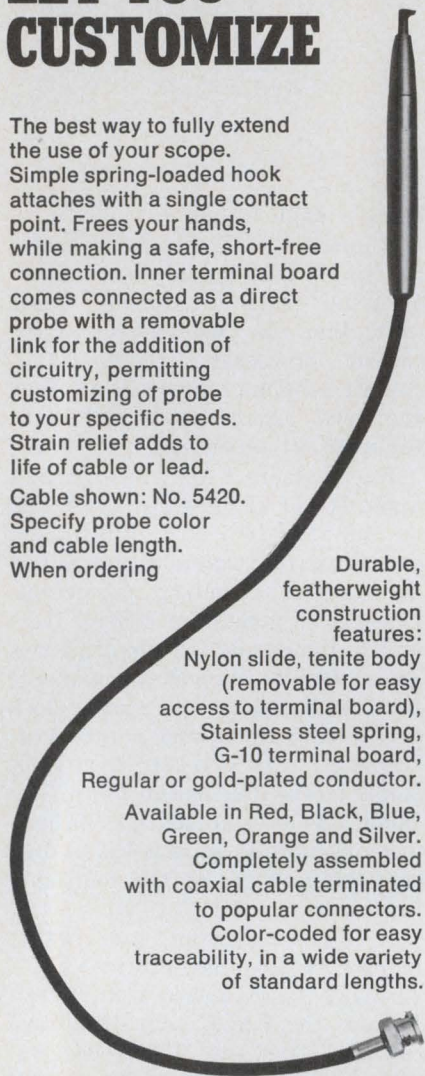 LET YOU
CUSTOMIZE
The best way to fully extend
the use of your scope.
Simple spring-loaded hook
attaches with a single contact
point. Frees your hands,
while making a safe, short-free
connection. Inner terminal board
comes connected as a direct
probe with a removable
link for the addition of
circuitry, permitting
customizing of probe
to your specific needs.
Strain relief adds to
life of cable or lead.
Cable shown: No. 5420.
Specify probe color
and cable length.
When ordering
Durable,
featherweight
construction
features:
Nylon slide, tenite body
(removable for easy
access to terminal board),
Stainless steel spring,
G-10 terminal board,
Regular or gold-plated conductor.
Available in Red, Black, Blue,
Green, Orange and Silver.
Completely assembled
with coaxial cable terminated
to popular connectors.
Color-coded for easy
traceability, in a wide variety
of standard lengths.